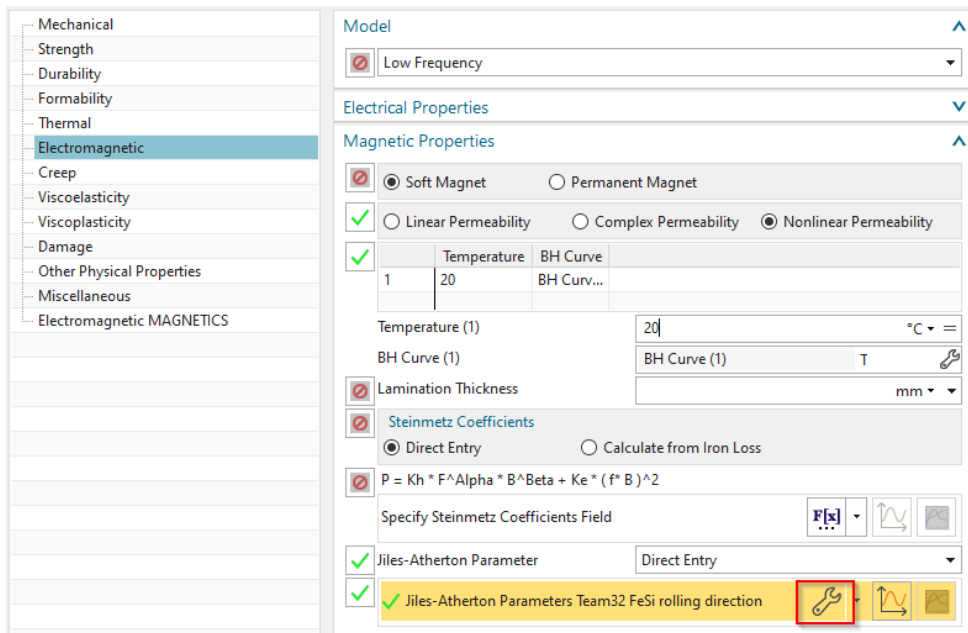 Mechanical
Strength
Durability
Formability
Thermal
Electromagnetic
Creep
Viscoelasticity
Viscoplasticity
Damage
Other Physical Properties
Miscellaneous
Electromagnetic MAGNETICS
Model
Low Frequency
Electrical Properties
Magnetic Properties
Soft Magnet Permanent Magnet
Linear Permeability Complex Permeability Nonlinear Permeability
Temperature BH Curve
1 20 BH Curv...
Temperature (1) 20 °C
BH Curve (1) BH Curve (1) T
Lamination Thickness mm
Steinmetz Coefficients
Direct Entry Calculate from Iron Loss
P = Kh * F^Alpha * B^Beta + Ke * ( f* B )^2
Specify Steinmetz Coefficients Field F[x]
Jiles-Atherton Parameter Direct Entry
Jiles-Atherton Parameters Team32 FeSi rolling direction